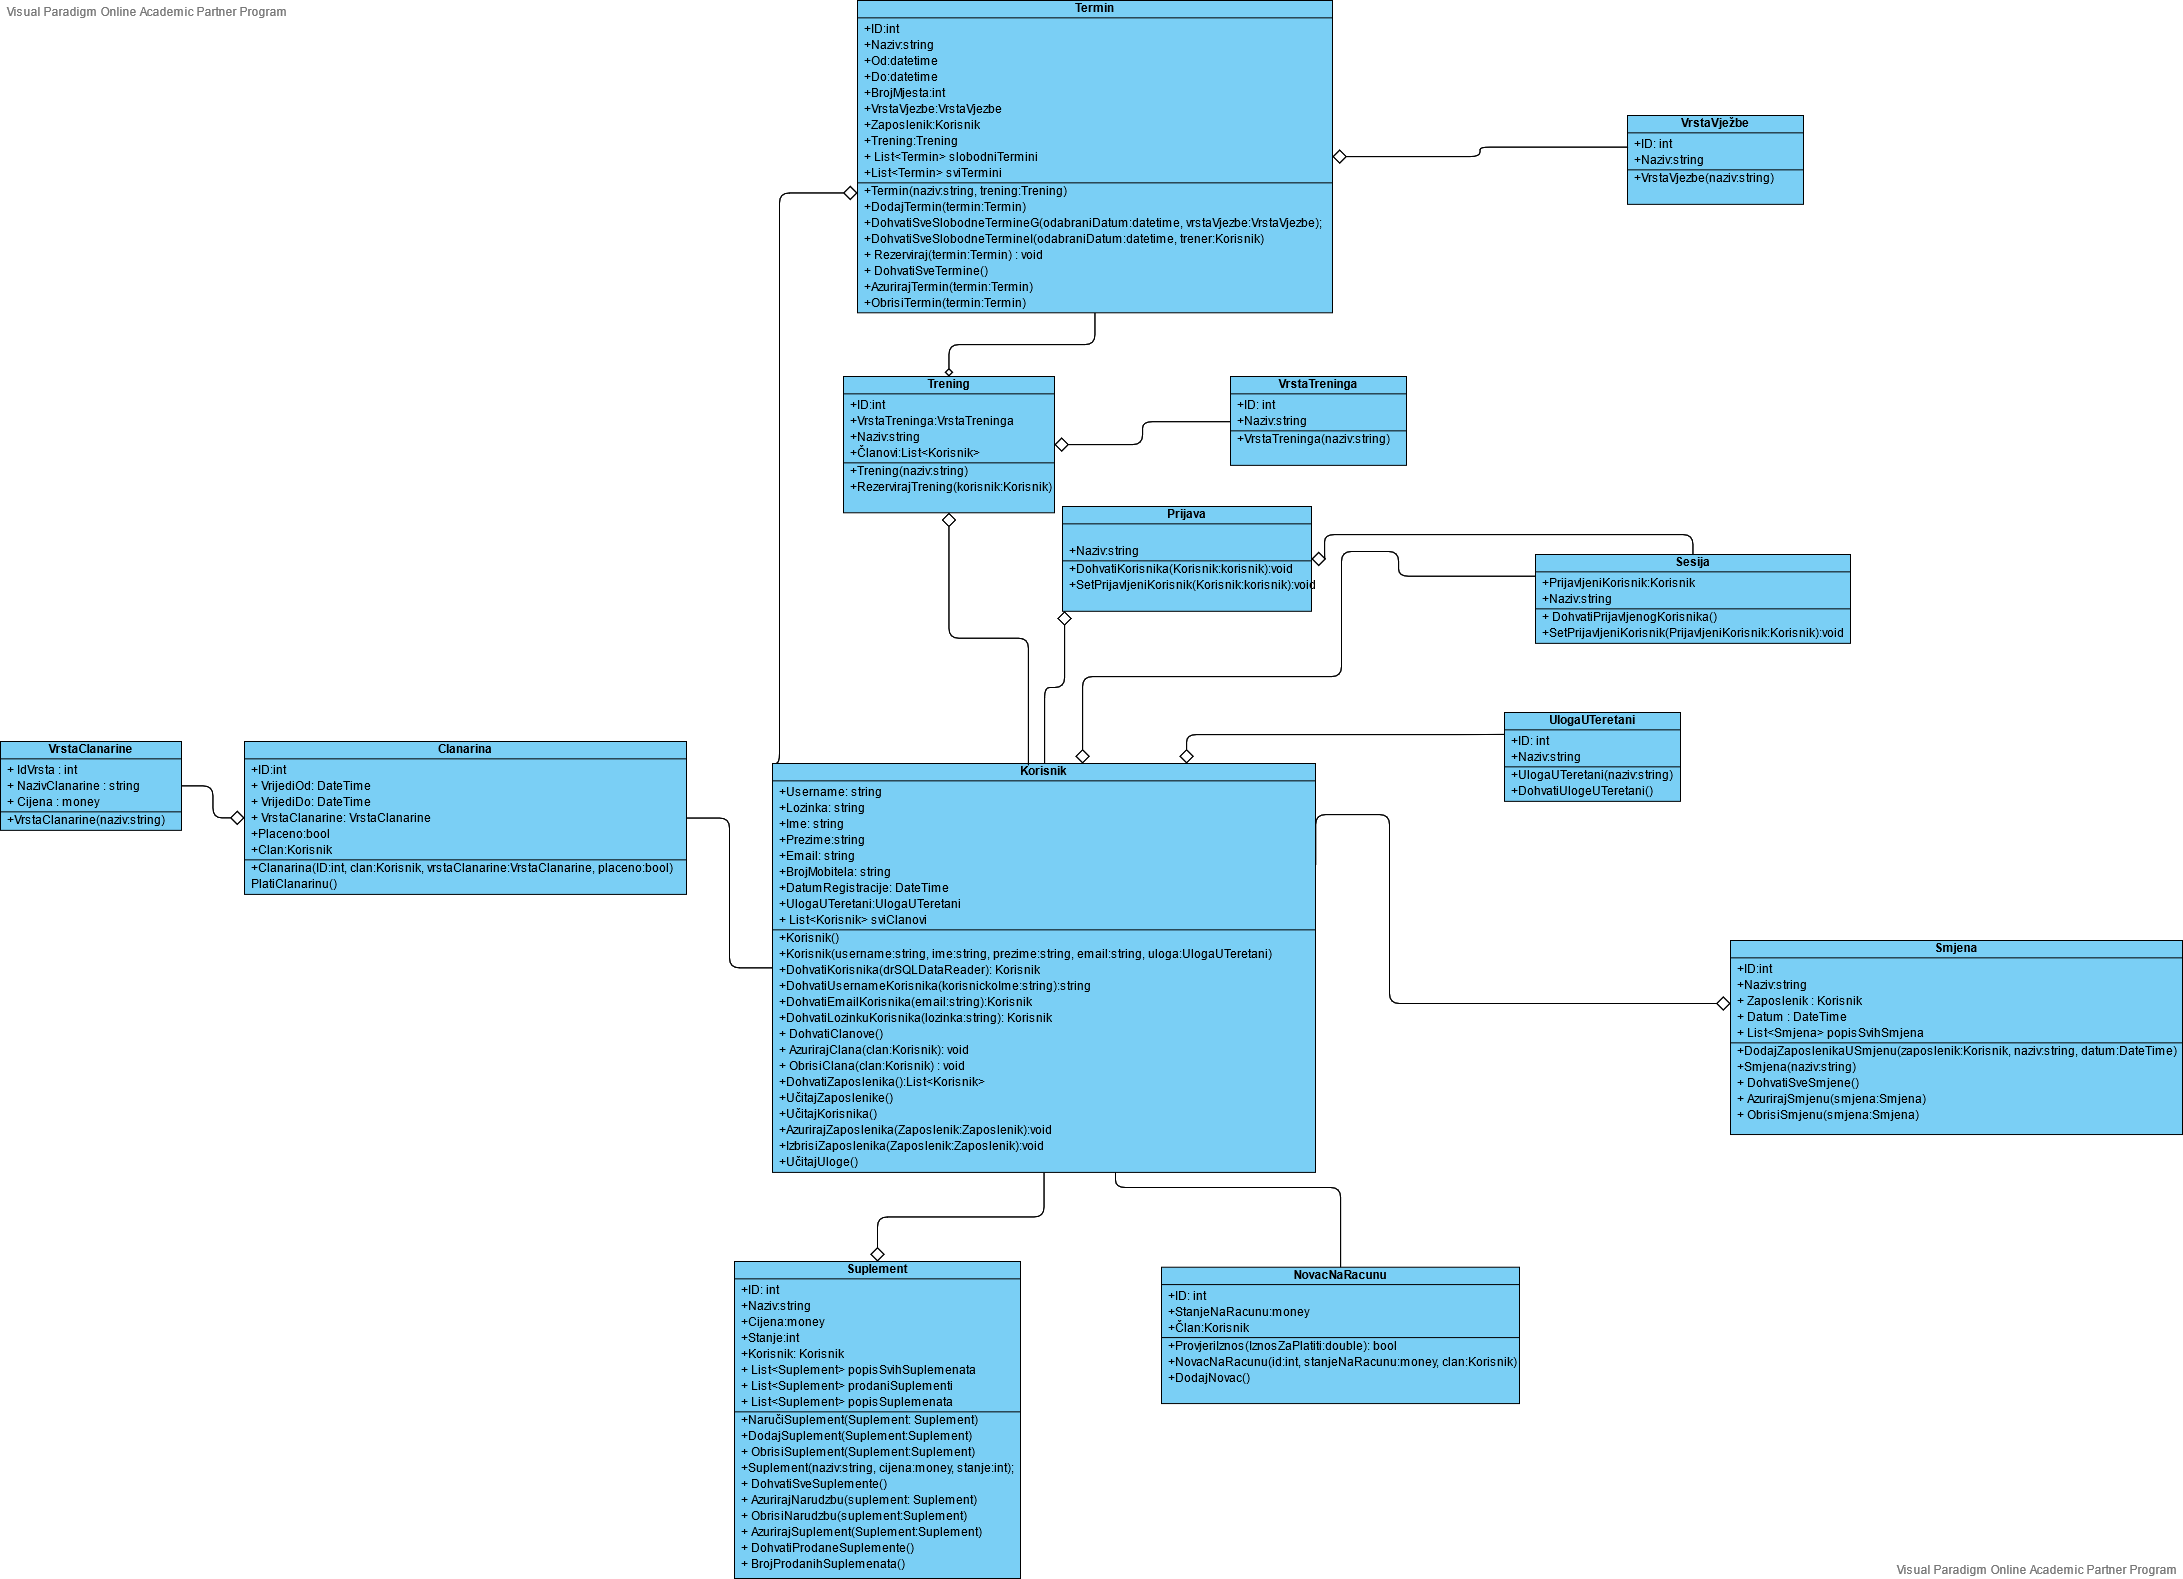 Visual Paradigm Online Academic Partner Program
Termin
+ID:int
+Naziv:string
+Od:datetime
+Do:datetime
+BrojMjesta:int
+VrstaVjezbe:VrstaVjezbe
+Zaposlenik:Korisnik
+Trening:Trening
+ List<Termin> slobodniTermini
+List<Termin> sviTermini
+Termin(naziv:string, trening:Trening)
+DodajTermin(termin:Termin)
+DohvatiSveSlobodneTermineG(odabraniDatum:datetime, vrstaVjezbe:VrstaVjezbe);
+DohvatiSveSlobodneTermineI(odabraniDatum:datetime, trener:Korisnik)
+ Rezerviraj(termin:Termin) : void
+ DohvatiSveTermine()
+AzurirajTermin(termin:Termin)
+ObrisiTermin(termin:Termin)
VrstaVježbe
+ID: int
+Naziv:string
+VrstaVjezbe(naziv:string)
Trening
+ID:int
+VrstaTreninga:VrstaTreninga
+Naziv:string
+Članovi:List<Korisnik>
+Trening(naziv:string)
+RezervirajTrening(korisnik:Korisnik)
VrstaTreninga
+ID: int
+Naziv:string
+VrstaTreninga(naziv:string)
Prijava
+Naziv:string
+DohvatiKorisnika(Korisnik:korisnik):void
+SetPrijavljeniKorisnik(Korisnik:korisnik):void
Sesija
+PrijavljeniKorisnik:Korisnik
+Naziv:string
+ DohvatiPrijavljenogKorisnika()
+SetPrijavljeniKorisnik(PrijavljeniKorisnik:Korisnik):void
UlogaUTeretani
+ID: int
+Naziv:string
+UlogaUTeretani(naziv:string)
+DohvatiUlogeUTeretani()
VrstaClanarine
+ IdVrsta : int
+ NazivClanarine : string
+ Cijena : money
+VrstaClanarine(naziv:string)
Clanarina
+ID:int
+ VrijediOd: DateTime
+ VrijediDo: DateTime
+ VrstaClanarine: VrstaClanarine
+Placeno:bool
+Clan:Korisnik
+Clanarina(ID:int, clan:Korisnik, vrstaClanarine:VrstaClanarine, placeno:bool)
PlatiClanarinu()
Korisnik
+Username: string
+Lozinka: string
+Ime: string
+Prezime:string
+Email: string
+BrojMobitela: string
+DatumRegistracije: DateTime
+UlogaUTeretani:UlogaUTeretani
+ List<Korisnik> sviClanovi
+Korisnik()
+Korisnik(username:string, ime:string, prezime:string, email:string, uloga:UlogaUTeretani)
+DohvatiKorisnika(drSQLDataReader): Korisnik
+DohvatiUsernameKorisnika(korisnickoIme:string):string
+DohvatiEmailKorisnika(email:string):Korisnik
+DohvatiLozinkuKorisnika(lozinka:string): Korisnik
+ DohvatiClanove()
+ AzurirajClana(clan:Korisnik): void
+ ObrisiClana(clan:Korisnik) : void
+DohvatiZaposlenika():List<Korisnik>
+UčitajZaposlenike()
+UčitajKorisnika()
+AzurirajZaposlenika(Zaposlenik:Zaposlenik):void
+IzbrisiZaposlenika(Zaposlenik:Zaposlenik):void
+UčitajUloge()
Smjena
+ID:int
+Naziv:string
+ Zaposlenik : Korisnik
+ Datum : DateTime
+ List<Smjena> popisSvihSmjena
+DodajZaposlenikaUSmjenu(zaposlenik:Korisnik, naziv:string, datum:DateTime)
+Smjena(naziv:string)
+ DohvatiSveSmjene()
+ AzurirajSmjenu(smjena:Smjena)
+ ObrisiSmjenu(smjena:Smjena)
Suplement
+ID: int
+Naziv:string
+Cijena:money
+Stanje:int
+Korisnik: Korisnik
+ List<Suplement> popisSvihSuplemenata
+ List<Suplement> prodaniSuplementi
+ List<Suplement> popisSuplemenata
+NaručiSuplement(Suplement: Suplement)
+DodajSuplement(Suplement:Suplement)
+ ObrisiSuplement(Suplement:Suplement)
+Suplement(naziv:string, cijena:money, stanje:int);
+ DohvatiSveSuplemente()
+ AzurirajNarudzbu(suplement: Suplement)
+ ObrisiNarudzbu(suplement:Suplement)
+ AzurirajSuplement(Suplement:Suplement)
+ DohvatiProdaneSuplemente()
+ BrojProdanihSuplemenata()
NovacNaRacunu
+ID: int
+StanjeNaRacunu:money
+Član:Korisnik
+ProvjeriIznos(IznosZaPlatiti:double): bool
+NovacNaRacunu(id:int, stanjeNaRacunu:money, clan:Korisnik)
+DodajNovac()
Visual Paradigm Online Academic Partner Program